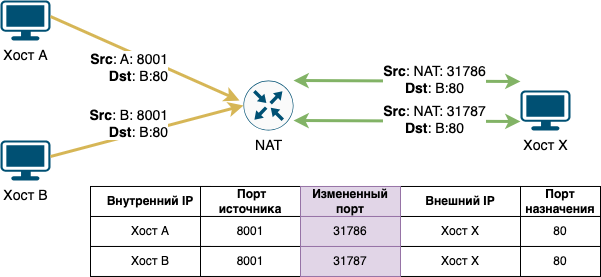 Хост A
Src: A: 8001
Dst: B:80
Src: B: 8001
Dst: B:80
Хост B
NAT
Src: NAT: 31786
Dst: B:80
Src: NAT: 31787
Dst: B:80
Хост X
Внутренний IP
Порт
источника
Измененный
порт
Внешний IP
Порт
назначения
Хост A
8001
31786
Хост X
80
Хост B
8001
31787
Хост X
80